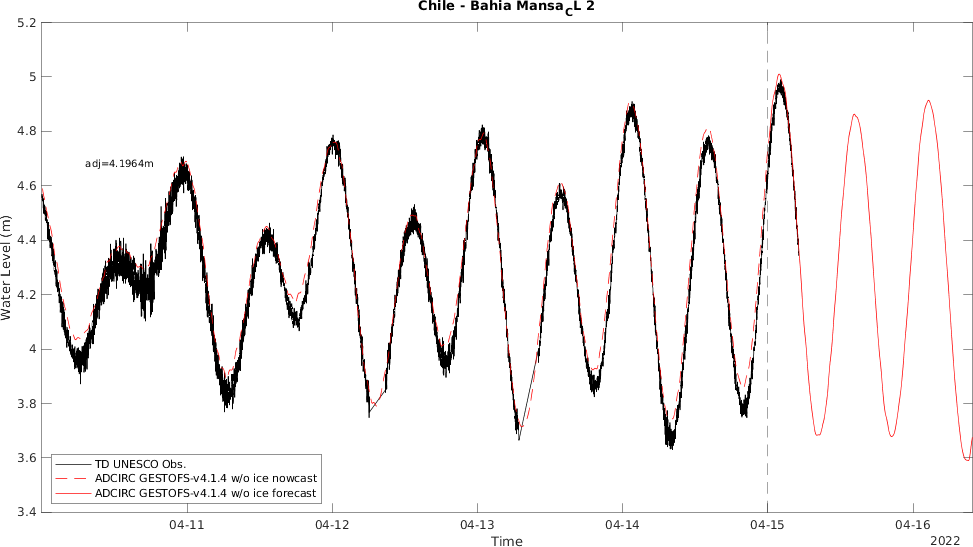 Chile - Bahia Mansa_CL 2
5.2
5
4.8
4.6
4.4
4.2
4
3.8
3.6
3.4
Water Level (m)
adj=4.1964m
TD UNESCO Obs.
ADCIRC GESTOFS-v4.1.4 w/o ice nowcast
ADCIRC GESTOFS-v4.1.4 w/o ice forecast
04-11
04-12
04-13
04-14
04-15
04-16
Time
2022